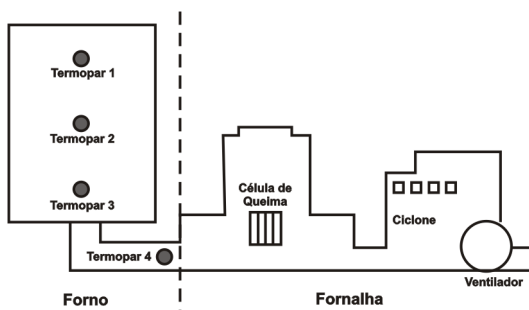 Termopar 1
Termopar 2
Termopar 3
Termopar 4
Célula de
Queima
Ciclone
Ventilador
Forno
Fornalha